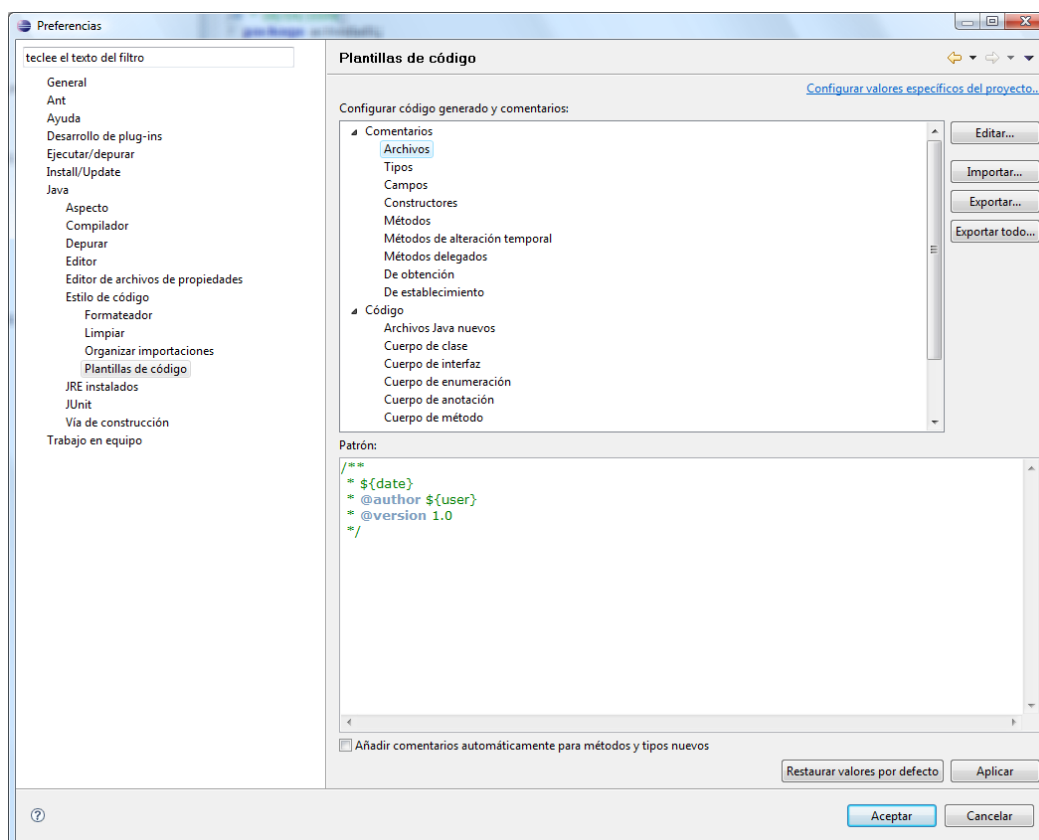 Preferencias
teclee el texto del filtro
General
Ant
Ayuda
Desarrollo de plug-ins
Ejecutar/depurar
Install/Update
Java
Aspecto
Compilador
Depurar
Editor
Editor de archivos de propiedades
Estilo de código
Formateador
Limpiar
Organizar importaciones
Plantillas de código
JRE instalados
JUnit
Vía de construcción
Trabajo en equipo
Plantillas de código
Configurar valores específicos del proyecto...
Configurar código generado y comentarios:
Comentarios
Archivos
Tipos
Campos
Constructores
Métodos
Métodos de alteración temporal
Métodos delegados
De obtención
De establecimiento
Código
Archivos Java nuevos
Cuerpo de clase
Cuerpo de interfaz
Cuerpo de enumeración
Cuerpo de anotación
Cuerpo de método
Editar...
Importar...
Exportar...
Exportar todo...
Patrón:
/**
* ${date}
* @author ${user}
* @version 1.0
*/
Añadir comentarios automáticamente para métodos y tipos nuevos
Restaurar valores por defecto
Aplicar
?
Aceptar
Cancelar